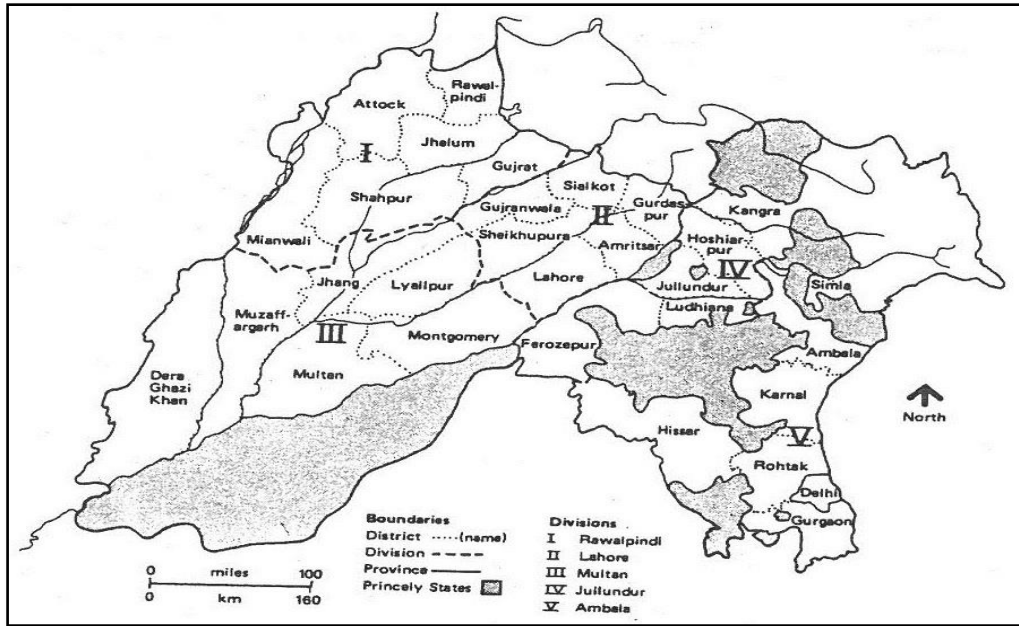 Rawal-
pindi
Attock
Jhelum
I
Gujrat
Shahpur
Sialkot
Gujranwala
II
Gurdas
pur
Kangra
Mianwali
Sheikhupura
Amritsar
Hoshiar-
pur
IV
Jhang
Lyallpur
Lahore
Jullundur
Simla
Muzaff-
argarh
III
Montgomery
Ludhiana
Ferozepur
Ambala
Multan
Dera
Ghazi
Khan
Karnal
North
Hissar
V
Rohtak
Delhi
Gurgaon
Boundaries
District (name)
Division
Province
Princely States
Divisions
I Rawalpindi
II Lahore
III Multan
IV Jullundur
V Ambala
0 miles 100
0 km 160